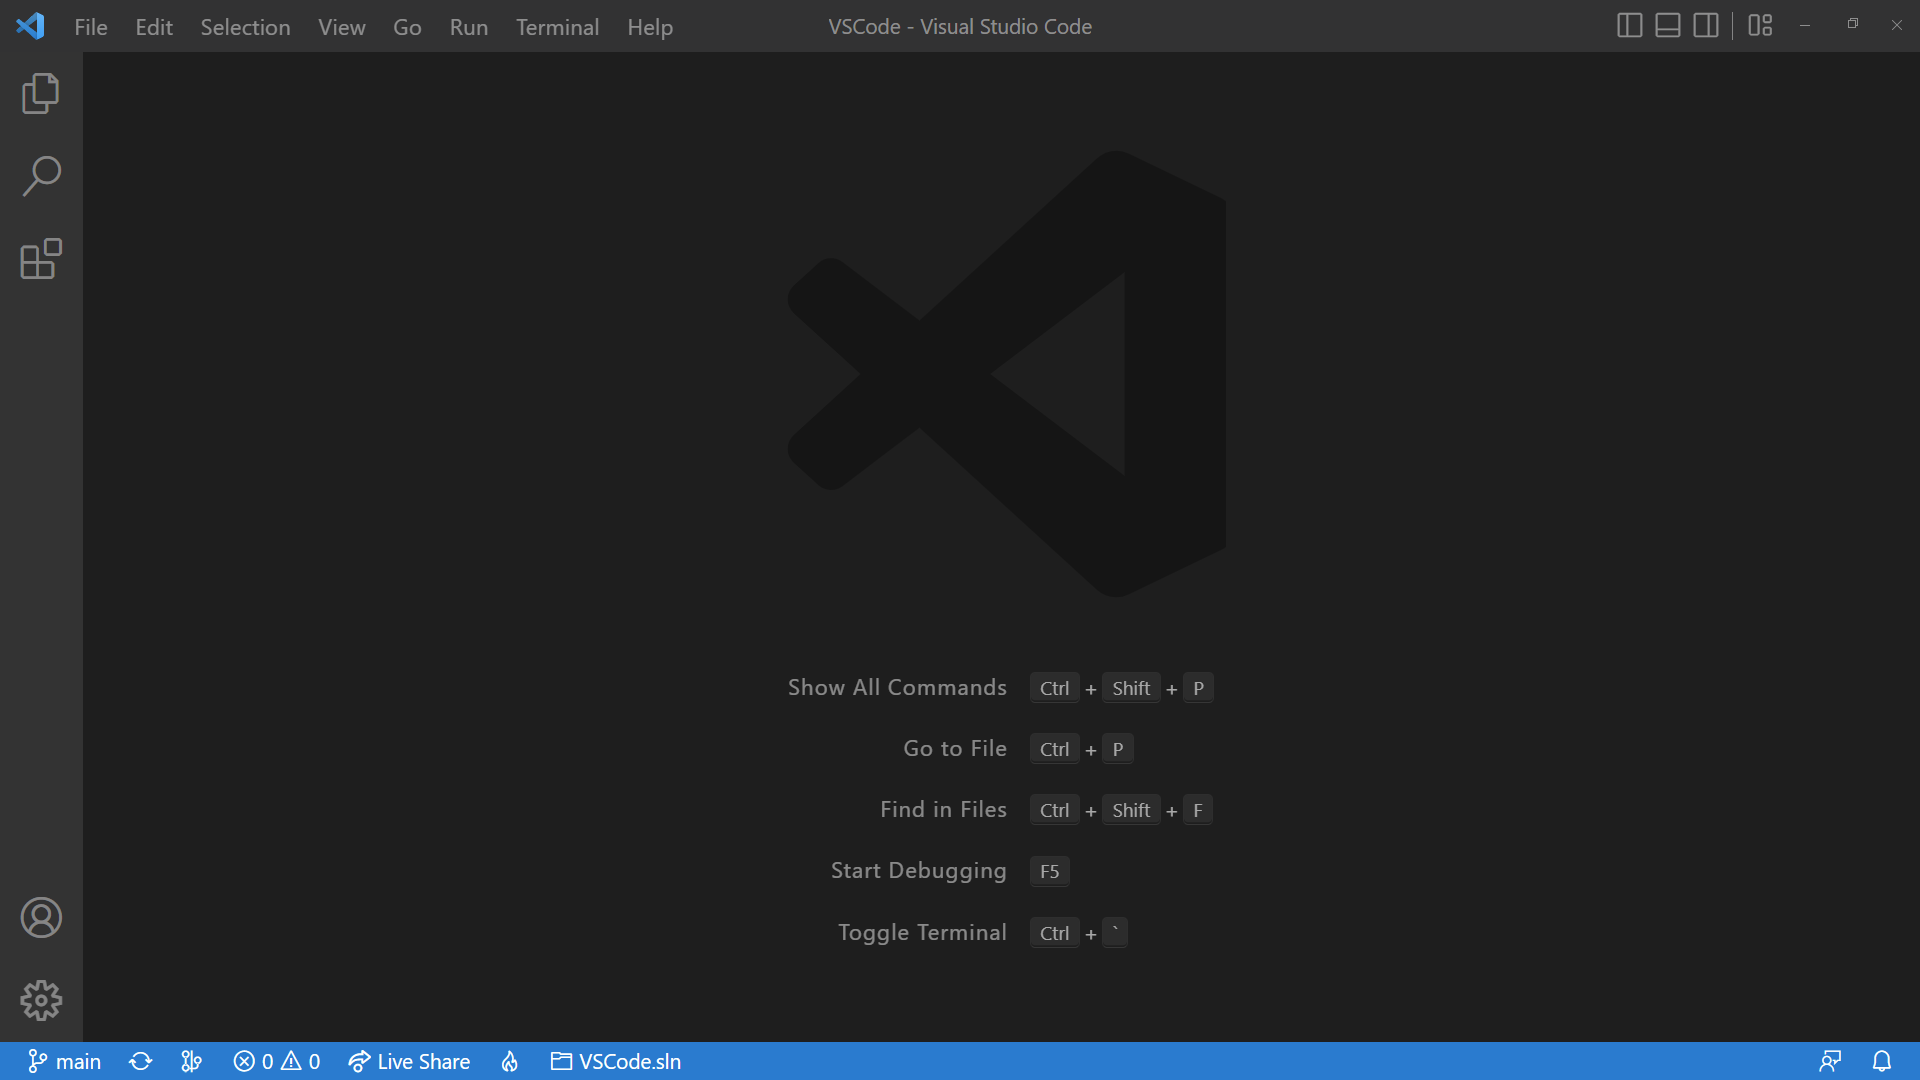 File Edit Selection View Go Run Terminal Help VSCode - Visual Studio Code
Show All Commands Ctrl + Shift + P
Go to File Ctrl + P
Find in Files Ctrl + Shift + F
Start Debugging F5
Toggle Terminal Ctrl + `
main 0 0 Live Share VSCode.sln